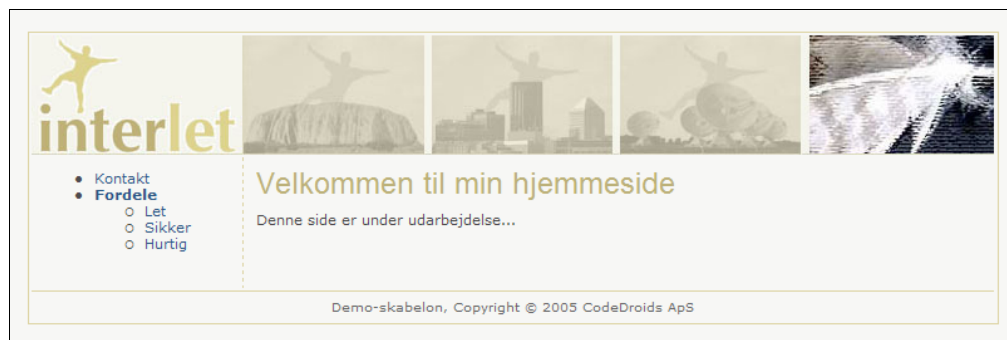 interlet
Kontakt
Fordele
Let
Sikker
Hurtig
Velkommen til min hjemmeside
Denne side er under udarbejdelse...
Demo-skabelon, Copyright © 2005 CodeDroids ApS